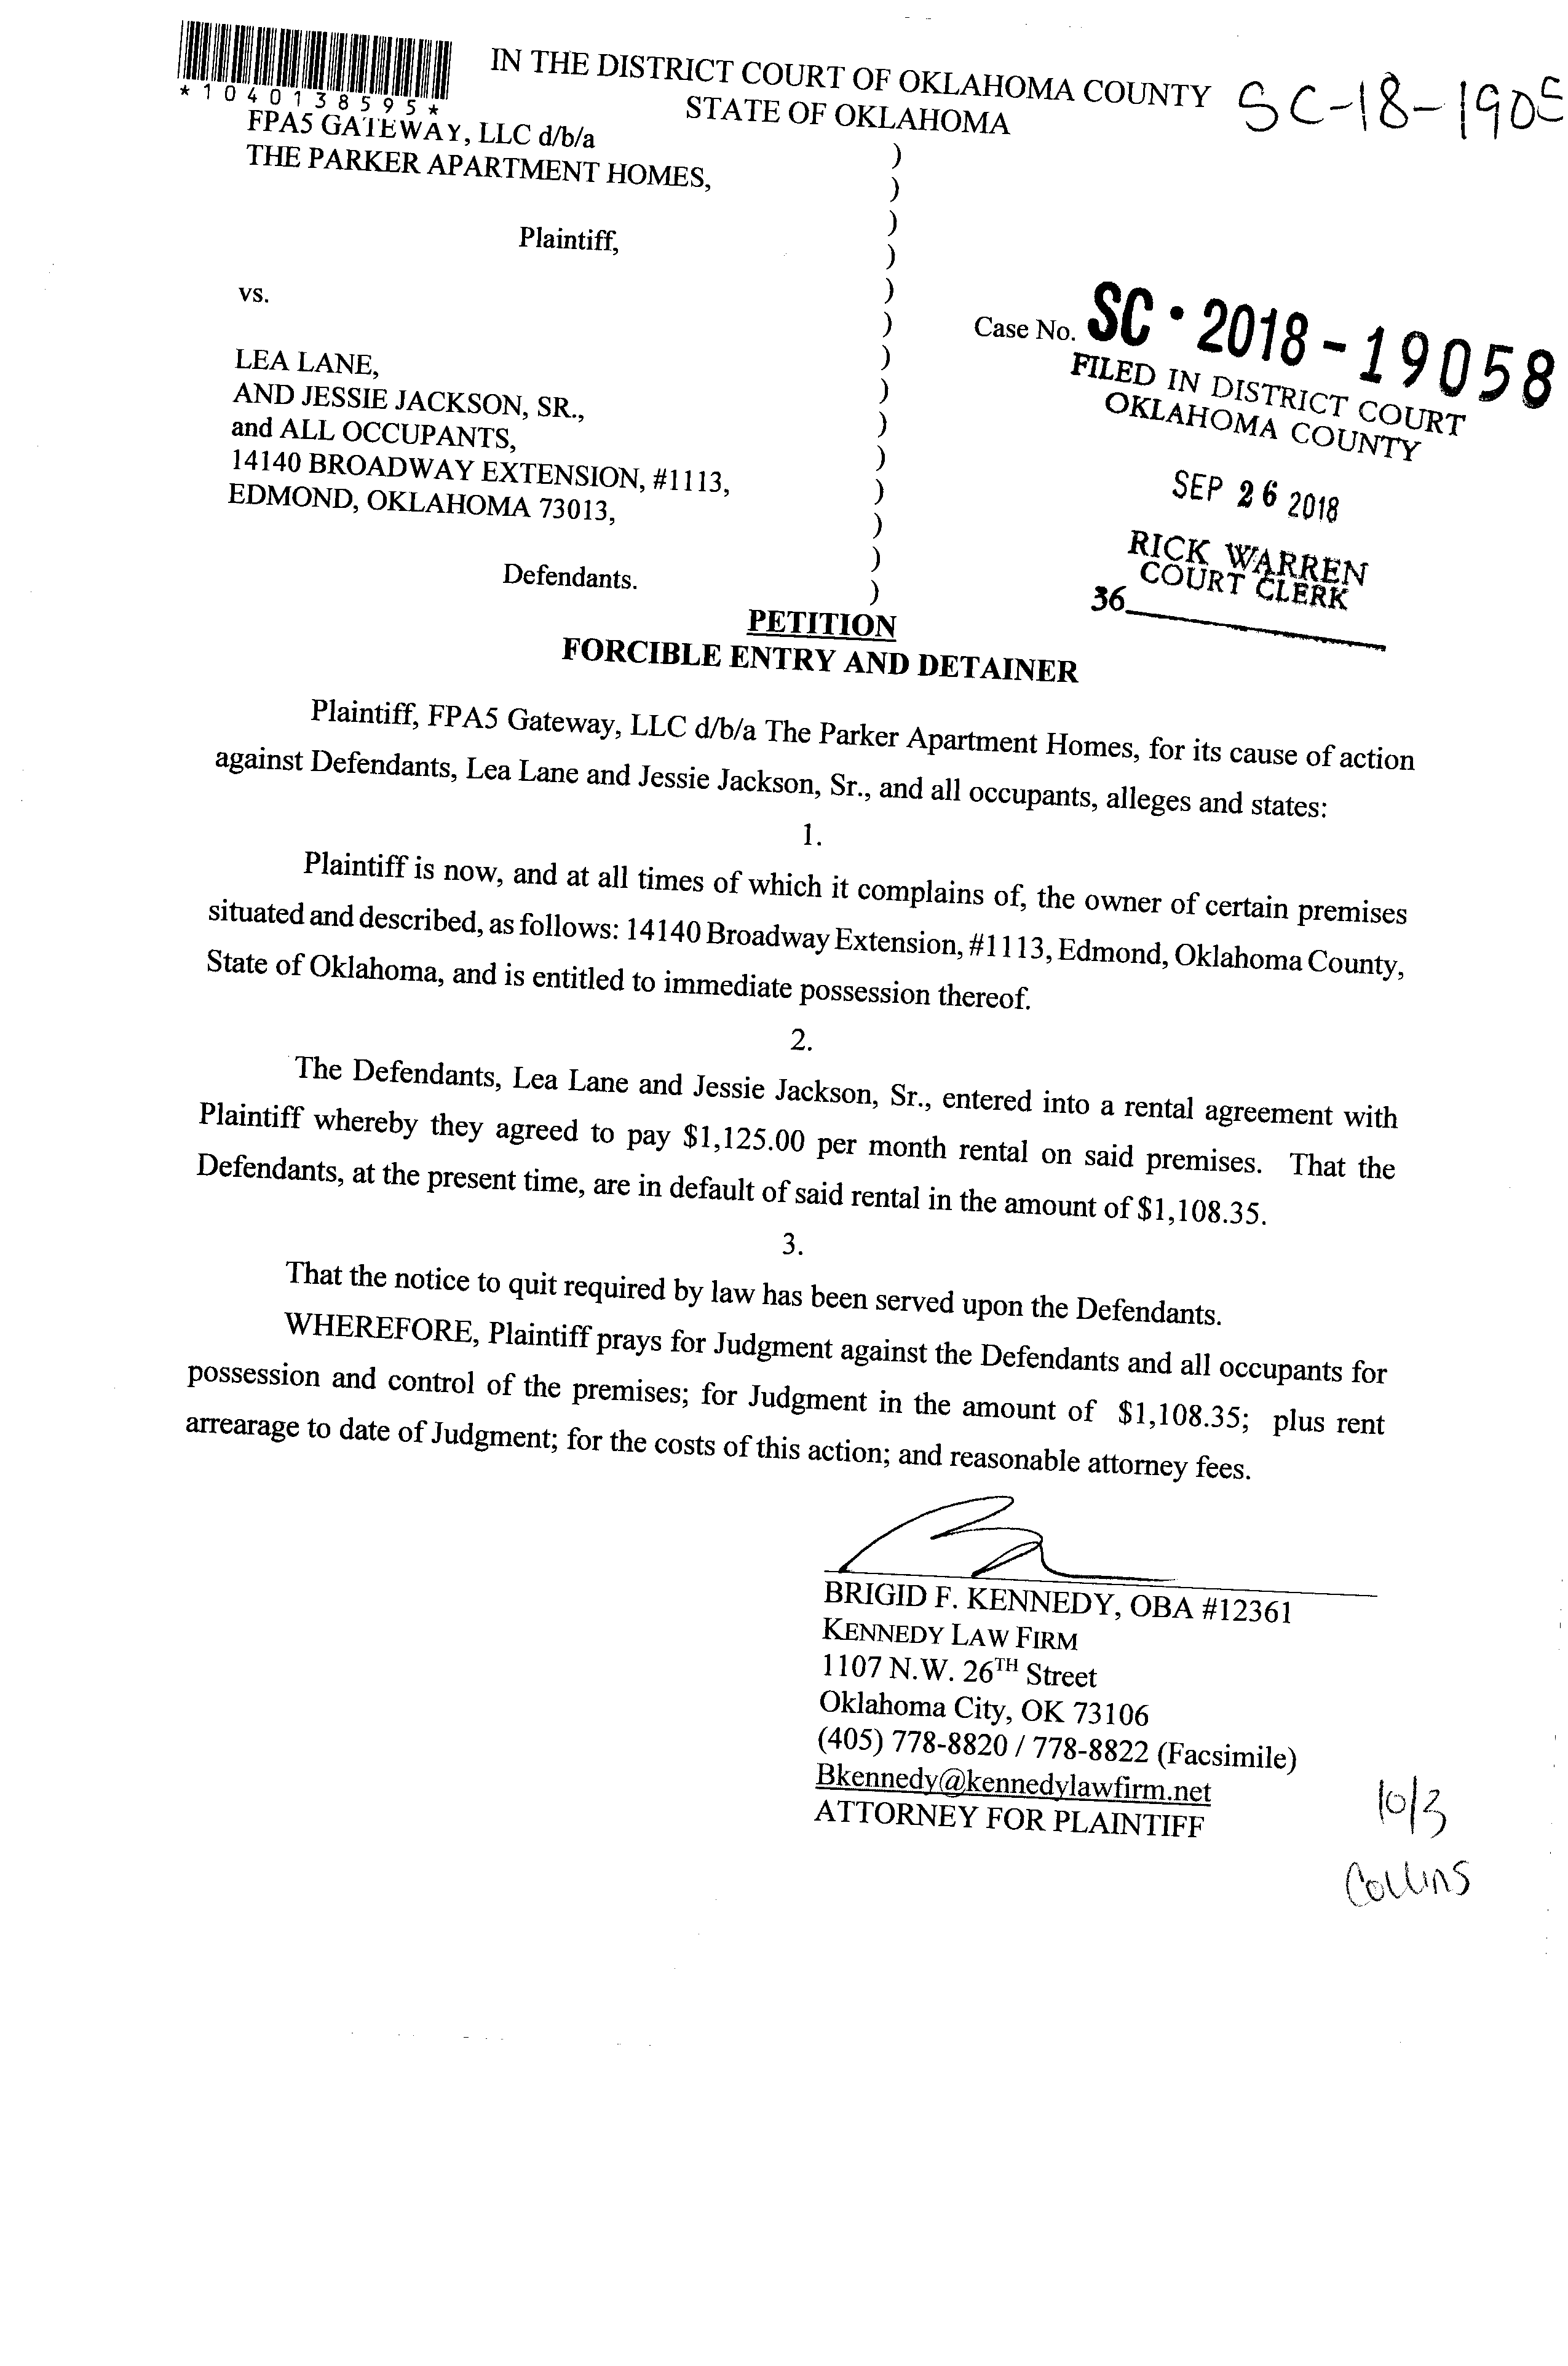 IN THE DISTRICT COURT OF OKLAHOMA COUNTY
STATE OF OKLAHOMA
SC-18-1905
*1040138595*
FPA5 GATEWAY, LLC d/b/a
THE PARKER APARTMENT HOMES,
)
)
)
Plaintiff,
)
vs.
)
)
Case No. SC • 2018-19058
LEA LANE,
)
AND JESSIE JACKSON, SR.,
)
and ALL OCCUPANTS,
)
14140 BROADWAY EXTENSION, #1113,
)
EDMOND, OKLAHOMA 73013,
)
)
)
Defendants.
)
FILED IN DISTRICT COURT
OKLAHOMA COUNTY
SEP 26 2018
RICK WARREN
COURT CLERK
36
PETITION
FORCIBLE ENTRY AND DETAINER
Plaintiff, FPA5 Gateway, LLC d/b/a The Parker Apartment Homes, for its cause of action
against Defendants, Lea Lane and Jessie Jackson, Sr., and all occupants, alleges and states:
1.
Plaintiff is now, and at all times of which it complains of, the owner of certain premises
situated and described, as follows: 14140 Broadway Extension, #1113, Edmond, Oklahoma County,
State of Oklahoma, and is entitled to immediate possession thereof.
2.
The Defendants, Lea Lane and Jessie Jackson, Sr., entered into a rental agreement with
Plaintiff whereby they agreed to pay $1,125.00 per month rental on said premises. That the
Defendants, at the present time, are in default of said rental in the amount of $1,108.35.
3.
That the notice to quit required by law has been served upon the Defendants.
WHEREFORE, Plaintiff prays for Judgment against the Defendants and all occupants for
possession and control of the premises; for Judgment in the amount of $1,108.35; plus rent
arrearage to date of Judgment; for the costs of this action; and reasonable attorney fees.
BRIGID F. KENNEDY, OBA #12361
KENNEDY LAW FIRM
1107 N.W. 26TH Street
Oklahoma City, OK 73106
(405) 778-8820 / 778-8822 (Facsimile)
Bkennedy@kennedylawfirm.net
ATTORNEY FOR PLAINTIFF
10/3
Collins